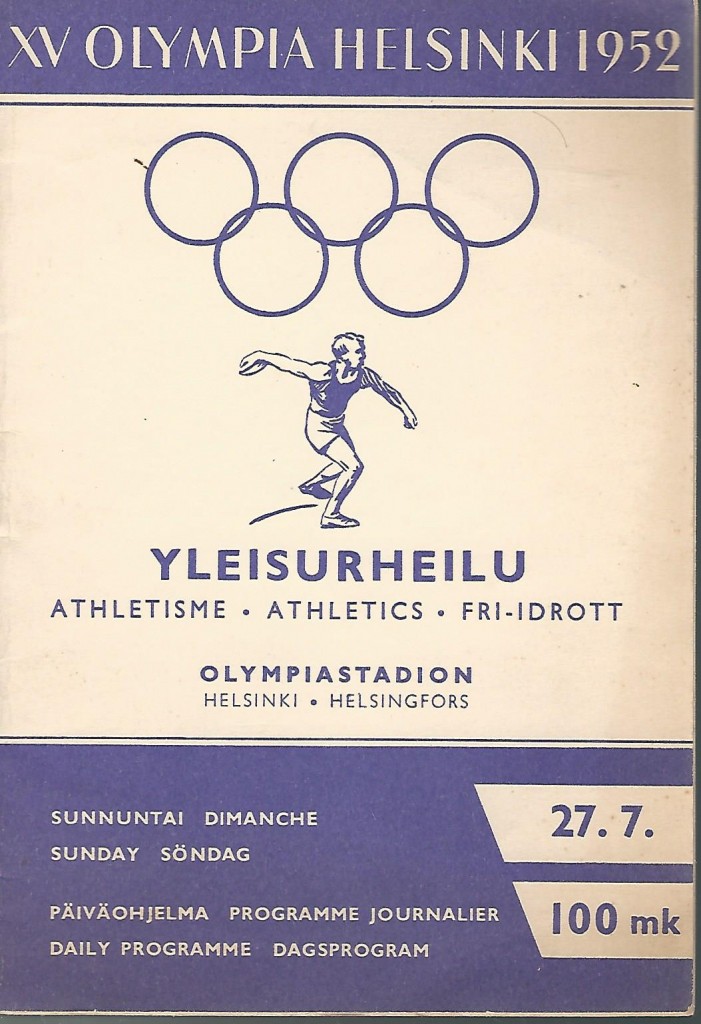 XV OLYMPIA HELSINKI 1952
YLEISURHEILU
ATHLETISME • ATHLETICS • FRI-IDROTT
OLYMPIASTADION
HELSINKI • HELSINGFORS
SUNNUNTAI DIMANCHE
SUNDAY SÖNDAG
27. 7.
PÄIVÄOHJELMA PROGRAMME JOURNALIER
DAILY PROGRAMME DAGSPROGRAM
100 mk